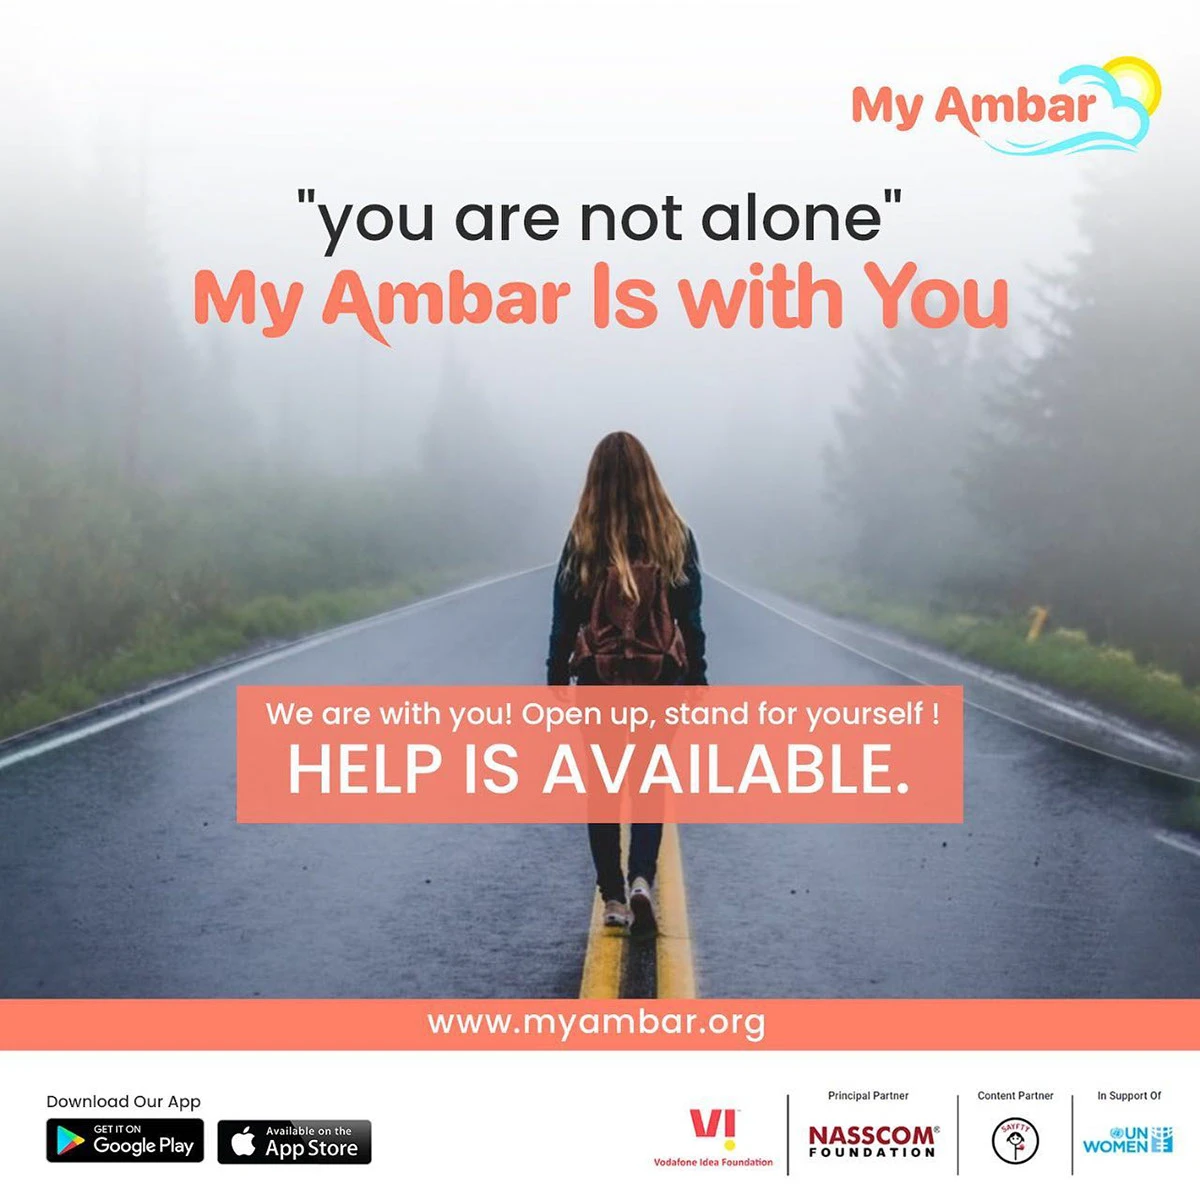 My Ambar
"you are not alone"
My Ambar Is with You
We are with you! Open up, stand for yourself !
HELP IS AVAILABLE.
www.myambar.org
Download Our App
GET IT ON
Google Play
Available on the
App Store
VI
Vodafone Idea Foundation
Principal Partner
NASSCOM®
FOUNDATION
Content Partner
SAYFTY
In Support Of
UN
WOMEN